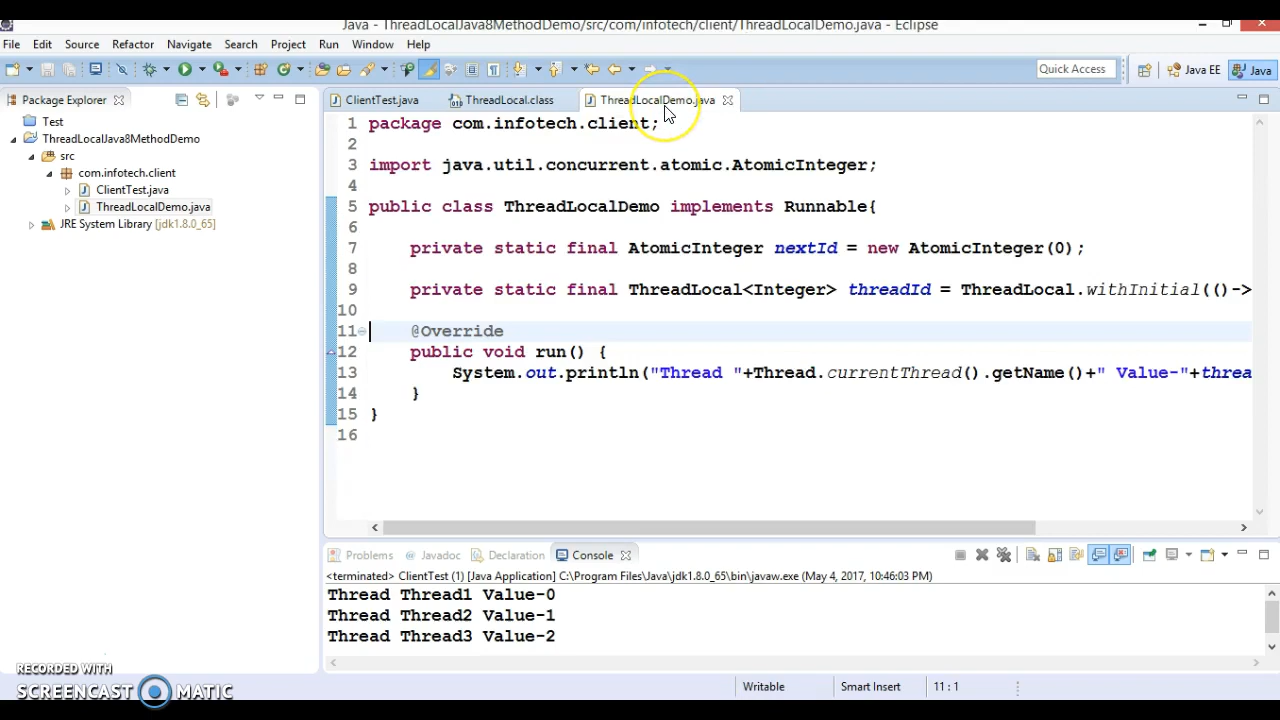 Java - ThreadLocalJava8MethodDemo/src/com/infotech/client/ThreadLocalDemo.java - Eclipse
File Edit Source Refactor Navigate Search Project Run Window Help
Quick Access Java EE Java
Package Explorer ClientTest.java ThreadLocal.class ThreadLocalDemo.java
Test
ThreadLocalJava8MethodDemo
src
com.infotech.client
ClientTest.java
ThreadLocalDemo.java
JRE System Library [jdk1.8.0_65]
1 package com.infotech.client;
2
3 import java.util.concurrent.atomic.AtomicInteger;
4
5 public class ThreadLocalDemo implements Runnable{
6
7 private static final AtomicInteger nextId = new AtomicInteger(0);
8
9 private static final ThreadLocal<Integer> threadId = ThreadLocal.withInitial(()->
10
11 @Override
12 public void run() {
13 System.out.println("Thread "+Thread.currentThread().getName()+" Value-"+threa
14 }
15 }
16
Problems Javadoc Declaration Console
<terminated> ClientTest (1) [Java Application] C:\Program Files\Java\jdk1.8.0_65\bin\javaw.exe (May 4, 2017, 10:46:03 PM)
Thread Thread1 Value-0
Thread Thread2 Value-1
Thread Thread3 Value-2
Writable Smart Insert 11 : 1
RECORDED WITH
SCREENCAST MATIC